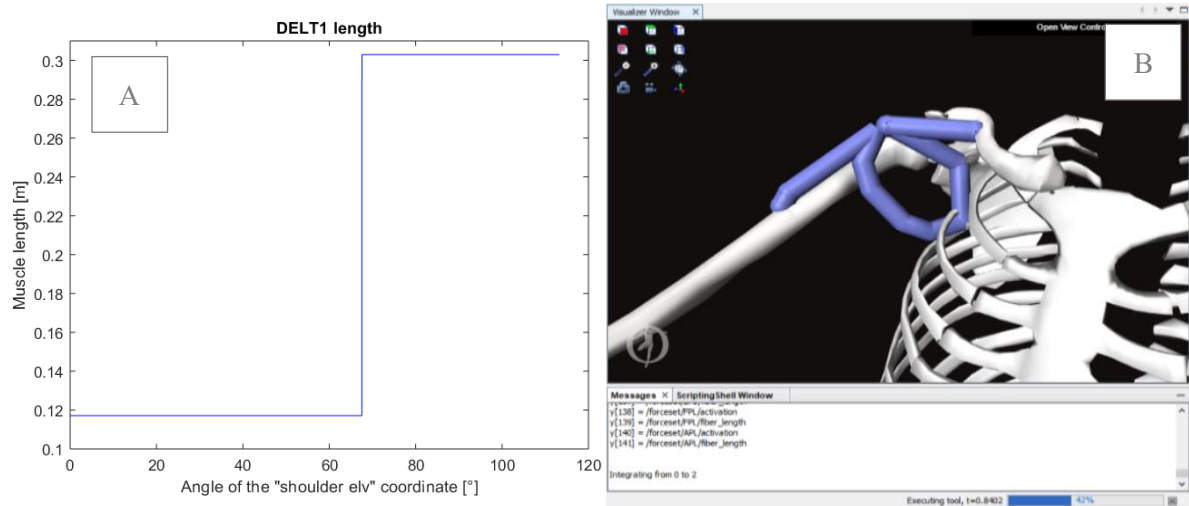 DELT1 length
A
0.3
0.28
0.26
0.24
0.22
0.2
0.18
0.16
0.14
0.12
0.1
Muscle length [m]
0
20
40
60
80
100
120
Angle of the "shoulder elv" coordinate [°]
Visualizer Window
Open View Contro
B
Messages
ScriptingShell Window
y[138] = /forceset/FPL/activation
y[139] = /forceset/FPL/fiber_length
y[140] = /forceset/APL/activation
y[141] = /forceset/APL/fiber_length
Integrating from 0 to 2
Executing tool, t=0.8402
42%